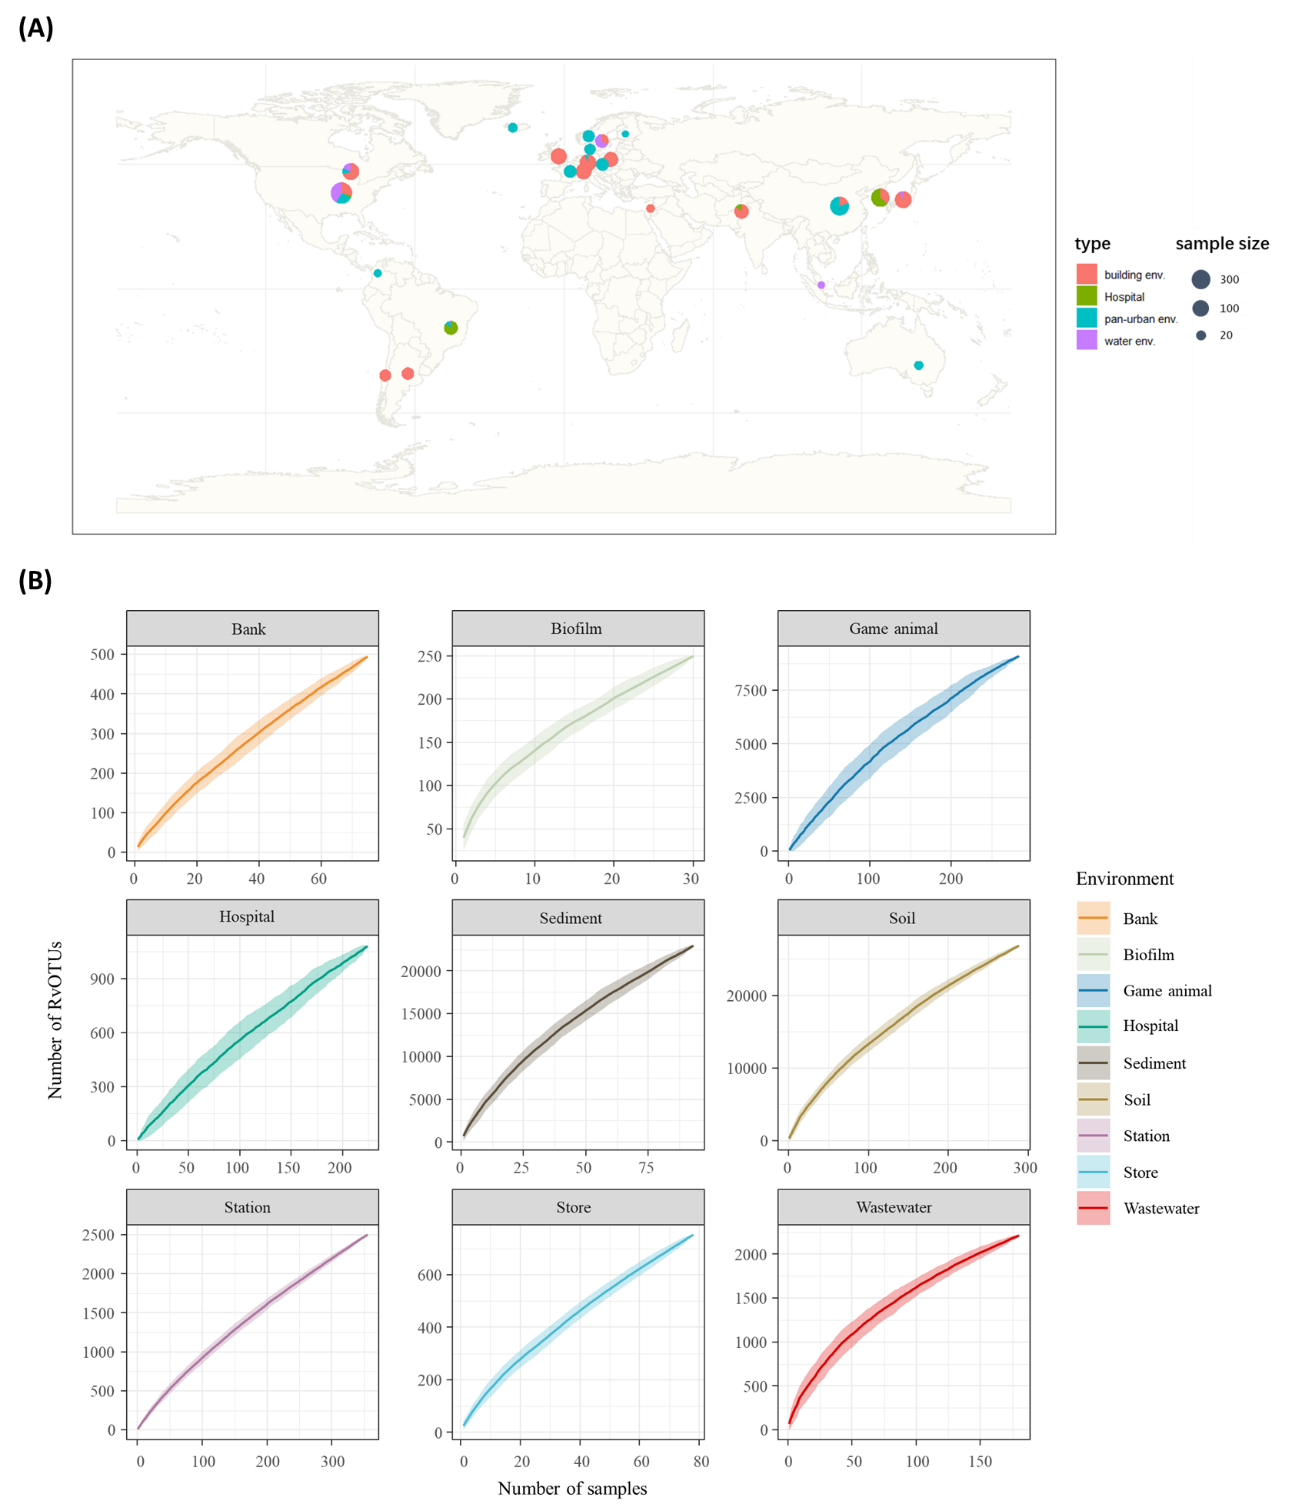 (A)
type
sample size
building env.
300
Hospital
100
pan-urban env.
20
water env.
(B)
Bank
Biofilm
Game animal
500
400
300
200
100
0
0 20 40 60
250
200
150
100
50
0 10 20 30
7500
5000
2500
0
0 100 200
Hospital
Sediment
Soil
900
600
300
0
0 50 100 150 200
20000
15000
10000
5000
0
0 25 50 75
20000
10000
0
0 100 200 300
Station
Store
Wastewater
2500
2000
1500
1000
500
0
0 100 200 300
600
400
200
0
0 20 40 60 80
2000
1500
1000
500
0
0 50 100 150
Number of RvOTUs
Number of samples
Environment
Bank
Biofilm
Game animal
Hospital
Sediment
Soil
Station
Store
Wastewater